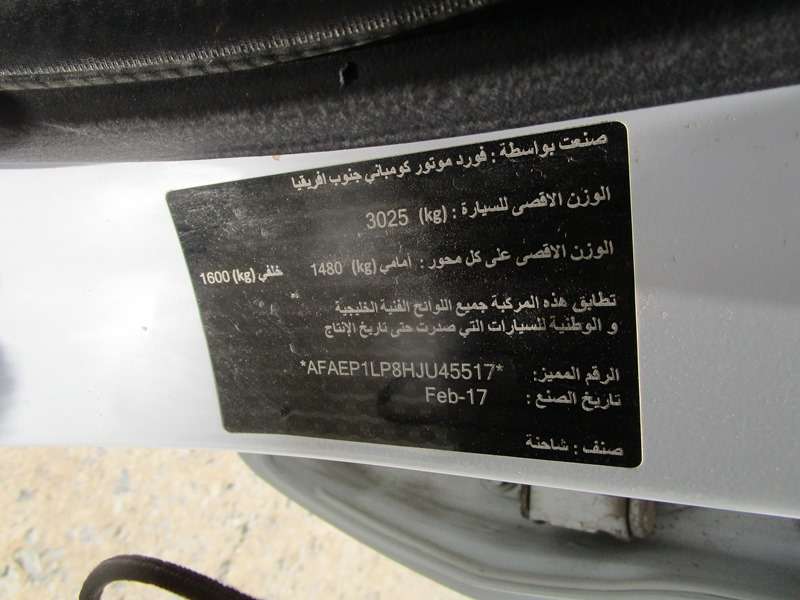 صنعت بواسطة : فورد موتور كومباني جنوب افريقيا
الوزن الاقصى للسيارة : (kg) 3025
الوزن الاقصى على كل محور : أمامي (kg) 1480 خلفي (kg) 1600
تطابق هذه المركبة جميع اللوائح الفنية الخليجية
و الوطنية للسيارات التي صدرت حتى تاريخ الإنتاج
الرقم المميز: *AFAEP1LP8HJU45517*
تاريخ الصنع : Feb-17
صنف : شاحنة